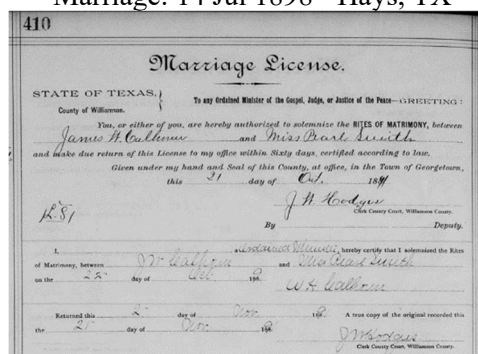 Marriage: 14 Jul 1898 - Hays, TX
410
Marriage License.
STATE OF TEXAS,
County of Williamson.
To any Ordained Minister of the Gospel, Judge, or Justice of the Peace—GREETING:
You, or either of you, are hereby authorized to solemnize the RITES OF MATRIMONY, between
James W. Calhoun and Miss Pearl Smith
and make due return of this License to my office within Sixty days, certified according to law.
Given under my hand and Seal of this County, at office, in the Town of Georgetown,
this 21 day of Oct. 189
J. W. Hodges
Clerk County Court, Williamson County.
By Deputy.
I, Ordained Minister, hereby certify that I solemnized the Rites
of Matrimony, between J W Calhoun and Miss Pearl Smith
on the 22 day of Oct 189
W A Calhoun
Returned this 2 day of Nov 189 A true copy of the original recorded this
the 25 day of Nov 189
J W Hodges
Clerk County Court, Williamson County.